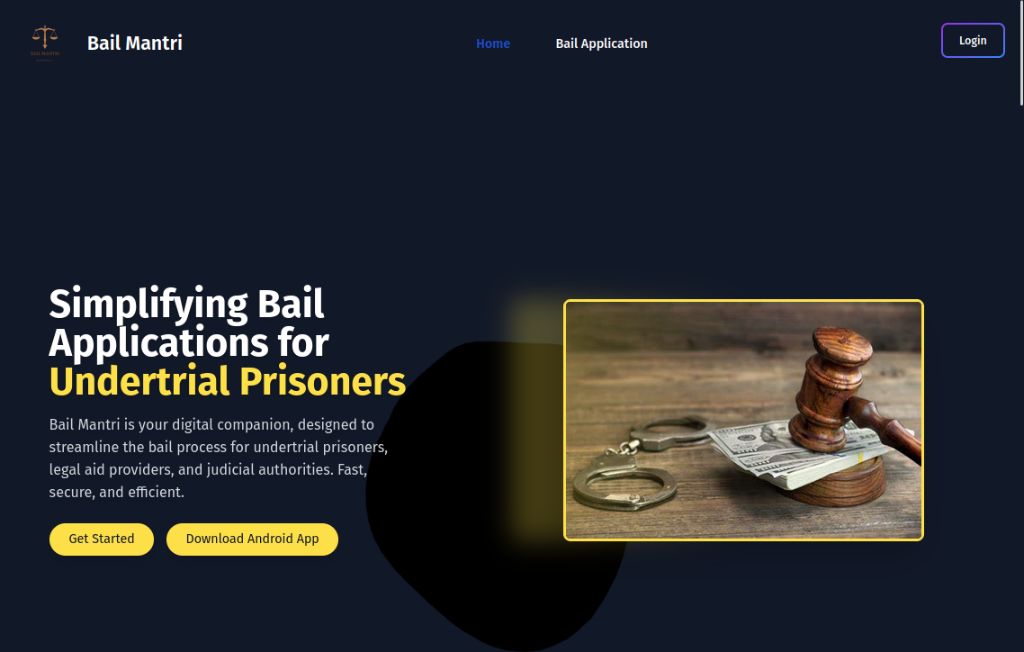 Bail Mantri
Home
Bail Application
Login
Simplifying Bail
Applications for
Undertrial Prisoners
Bail Mantri is your digital companion, designed to
streamline the bail process for undertrial prisoners,
legal aid providers, and judicial authorities. Fast,
secure, and efficient.
Get Started
Download Android App